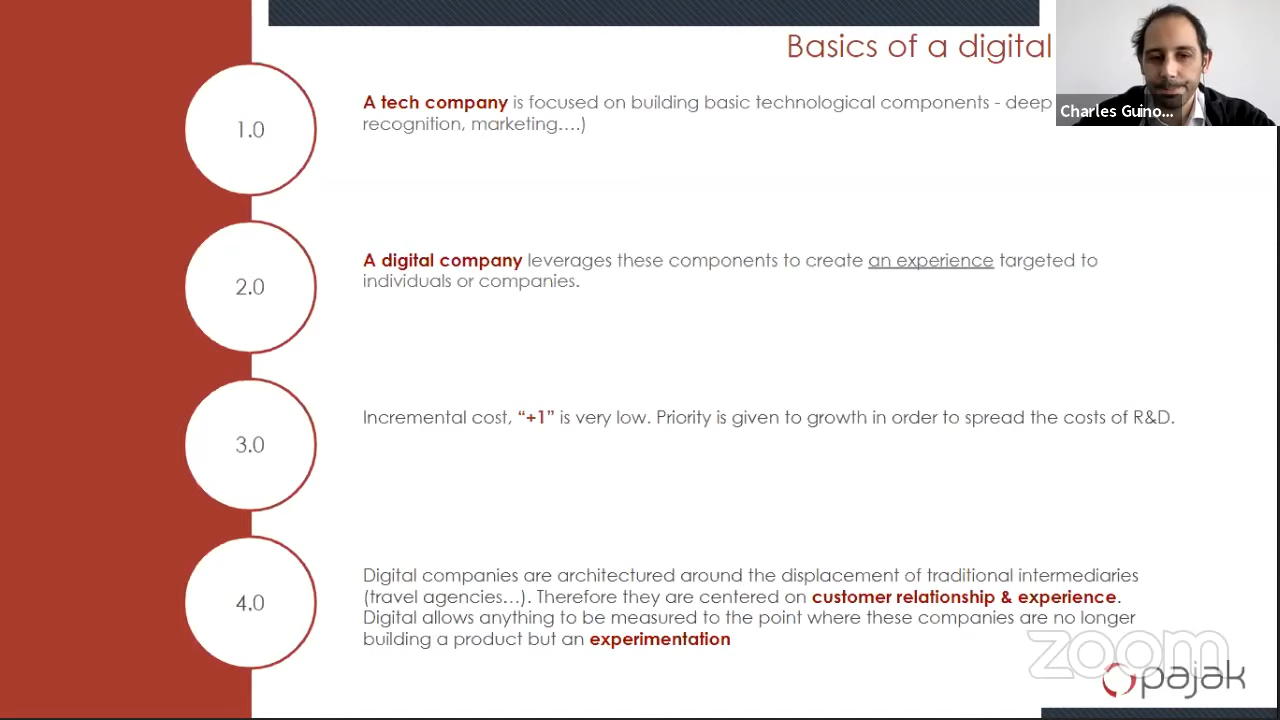 Basics of a digital
Charles Guino...
1.0
A tech company is focused on building basic technological components - deep
recognition, marketing....)
2.0
A digital company leverages these components to create an experience targeted to
individuals or companies.
3.0
Incremental cost, “+1” is very low. Priority is given to growth in order to spread the costs of R&D.
4.0
Digital companies are architectured around the displacement of traditional intermediaries
(travel agencies...). Therefore they are centered on customer relationship & experience.
Digital allows anything to be measured to the point where these companies are no longer
building a product but an experimentation
zoom
pajak